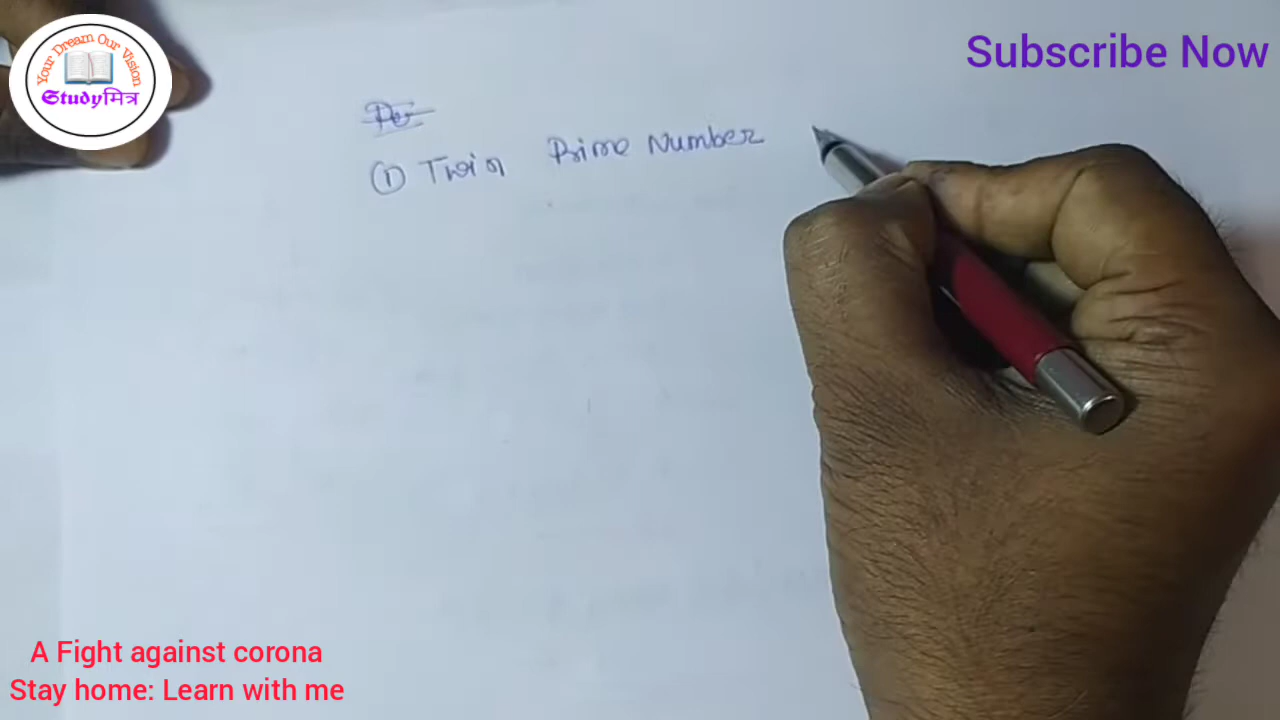 Your Dream Our Vision
Studyमित्र
Subscribe Now
① Twin Prime Number
A Fight against corona
Stay home: Learn with me